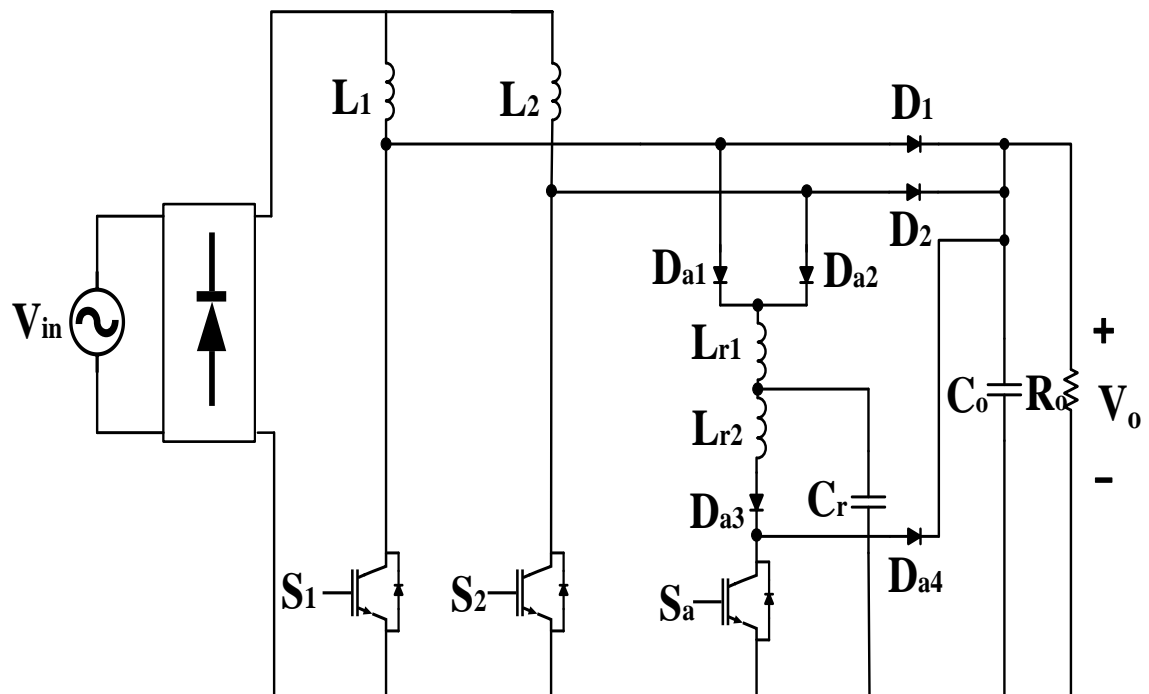 L1
L2
D1
D2
Da1
Da2
Vin
Lr1
+
Co
Ro
Vo
Lr2
-
Da3
Cr
Da4
S1
S2
Sa